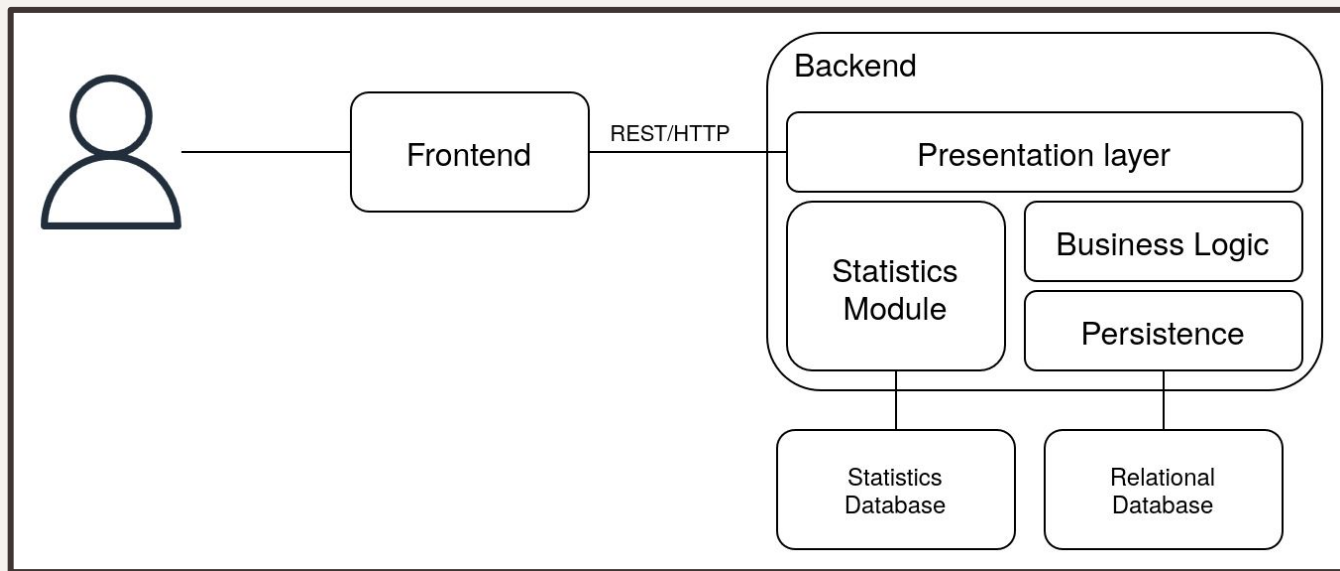 Backend
Frontend
REST/HTTP
Presentation layer
Statistics
Module
Business Logic
Persistence
Statistics
Database
Relational
Database